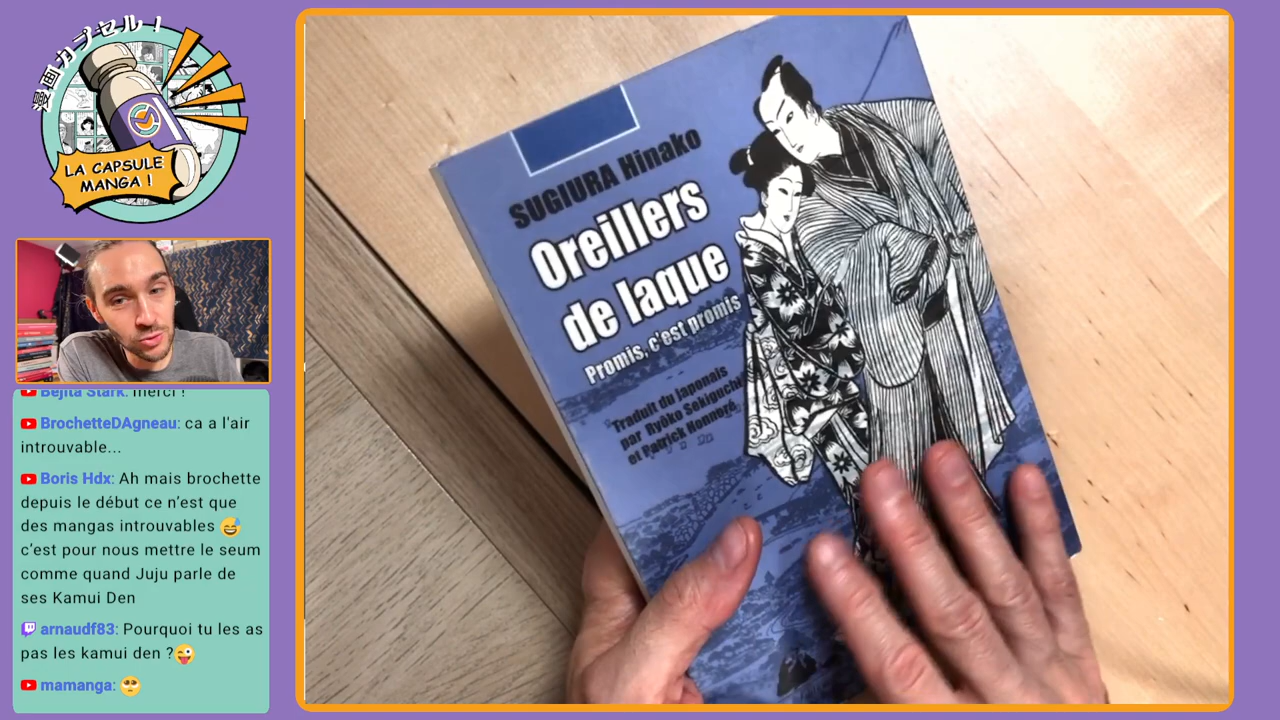 漫画カプセル!
LA CAPSULE
MANGA !
SUGIURA Hinako
Oreillers
de laque
Promis, c'est promis
Traduit du japonais
par Ryôko Sekiguchi
et Patrick Honnoré
Bejita Stark: merci !
BrochetteDAgneau: ca a l'air
introuvable...
Boris Hdx: Ah mais brochette
depuis le début ce n’est que
des mangas introuvables 😅
c’est pour nous mettre le seum
comme quand Juju parle de
ses Kamui Den
arnaudf83: Pourquoi tu les as
pas les kamui den ?😜
mamanga: 🥺